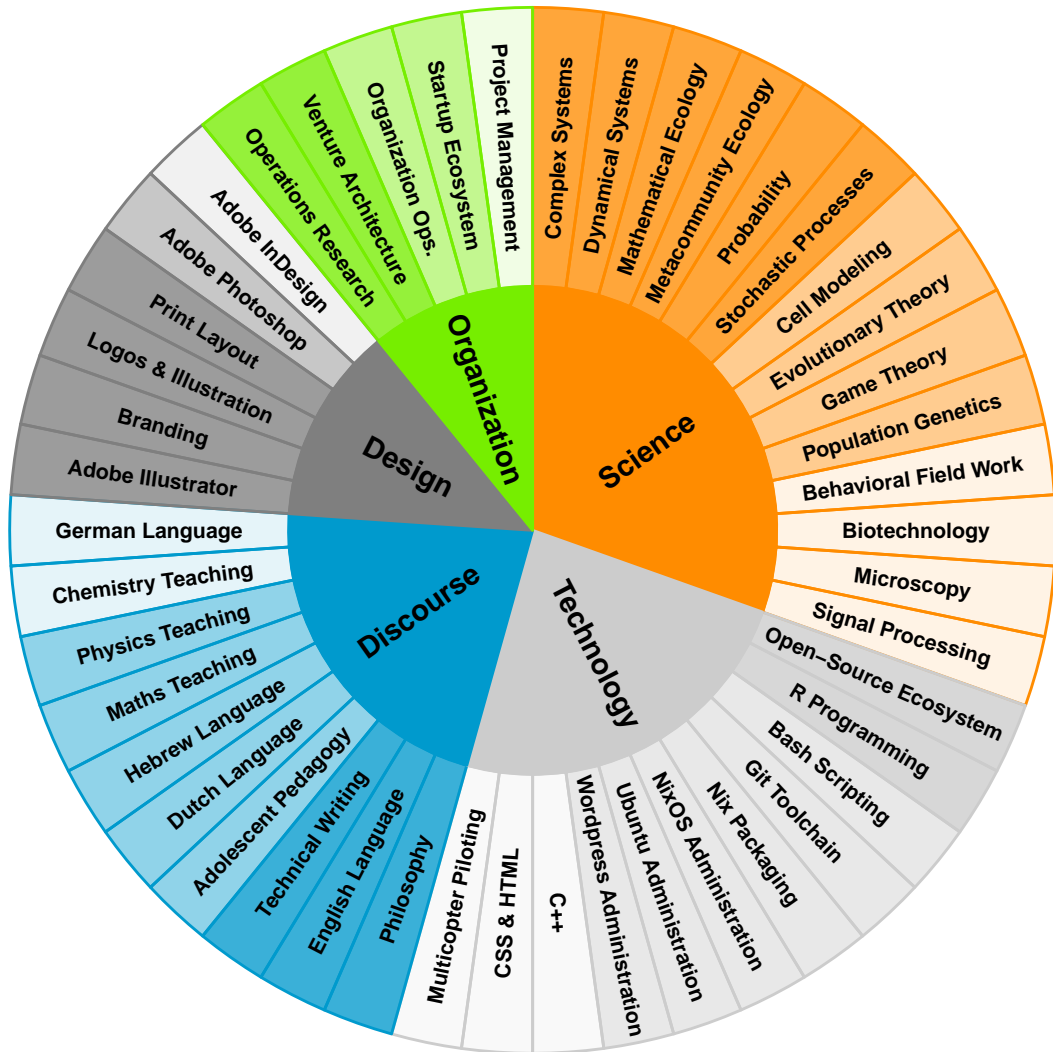 Science
Complex Systems
Dynamical Systems
Mathematical Ecology
Metacommunity Ecology
Probability
Stochastic Processes
Cell Modeling
Evolutionary Theory
Game Theory
Population Genetics
Behavioral Field Work
Biotechnology
Microscopy
Signal Processing
Technology
Open–Source Ecosystem
R Programming
Bash Scripting
Git Toolchain
Nix Packaging
NixOS Administration
Ubuntu Administration
Wordpress Administration
C++
CSS & HTML
Multicopter Piloting
Discourse
Philosophy
English Language
Technical Writing
Adolescent Pedagogy
Dutch Language
Hebrew Language
Maths Teaching
Physics Teaching
Chemistry Teaching
German Language
Design
Adobe Illustrator
Branding
Logos & Illustration
Print Layout
Adobe Photoshop
Adobe InDesign
Organization
Operations Research
Venture Architecture
Organization Ops.
Startup Ecosystem
Project Management